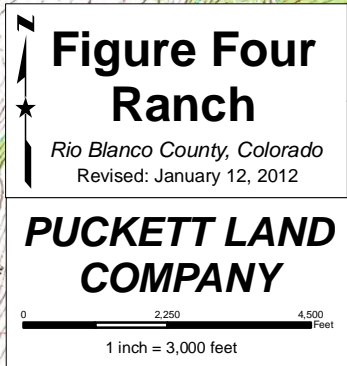 N
Figure Four
Ranch
Rio Blanco County, Colorado
Revised: January 12, 2012
PUCKETT LAND
COMPANY
0 2,250 4,500
Feet
1 inch = 3,000 feet